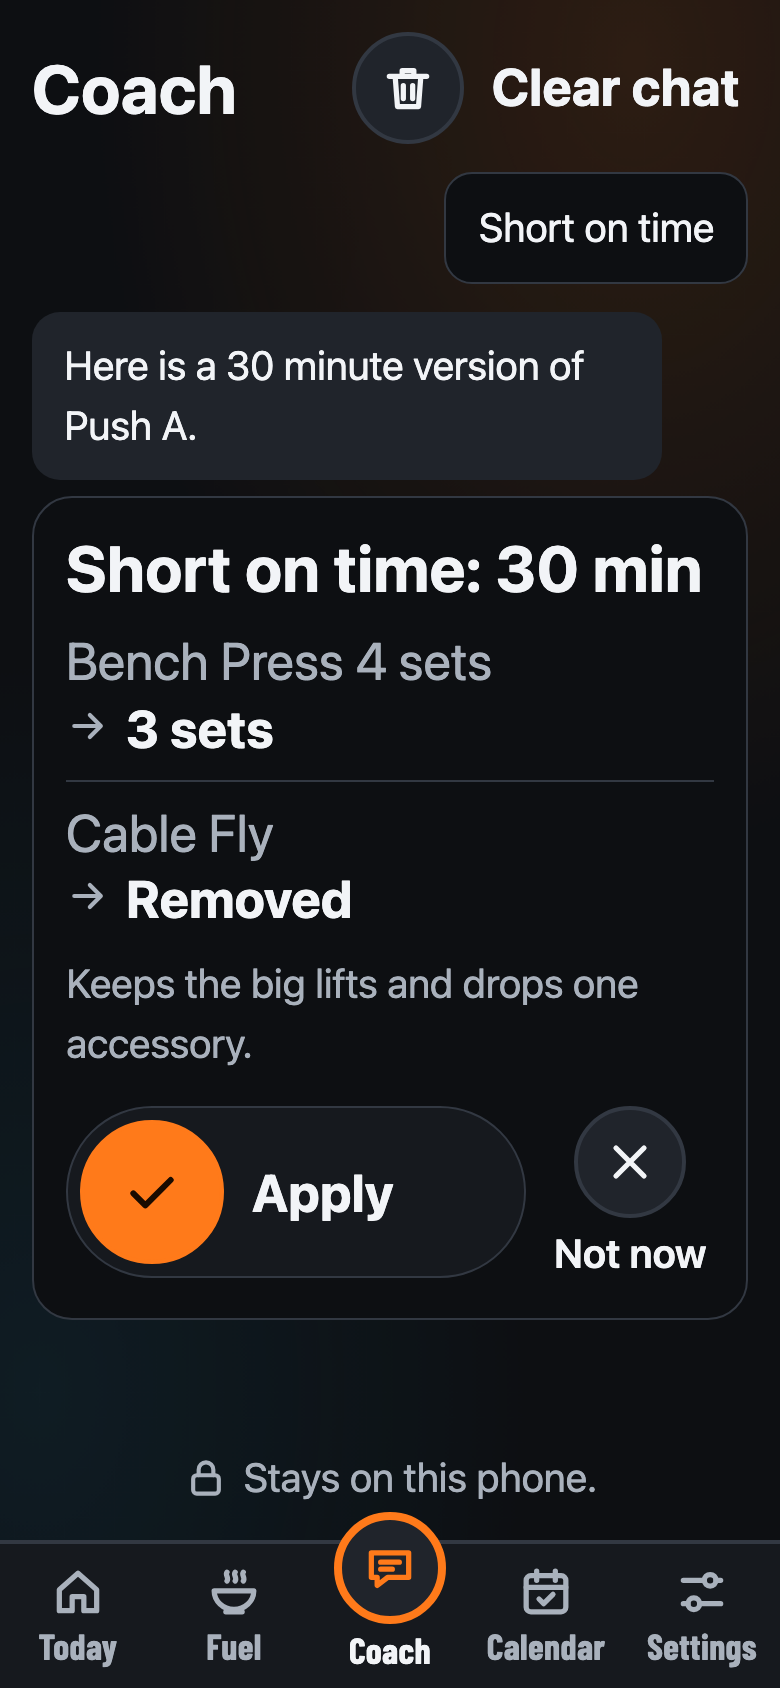 Coach
Clear chat
Short on time
Here is a 30 minute version of
Push A.
Short on time: 30 min
Bench Press 4 sets
→ 3 sets
Cable Fly
→ Removed
Keeps the big lifts and drops one
accessory.
Apply
Not now
Stays on this phone.
Today
Fuel
Coach
Calendar
Settings